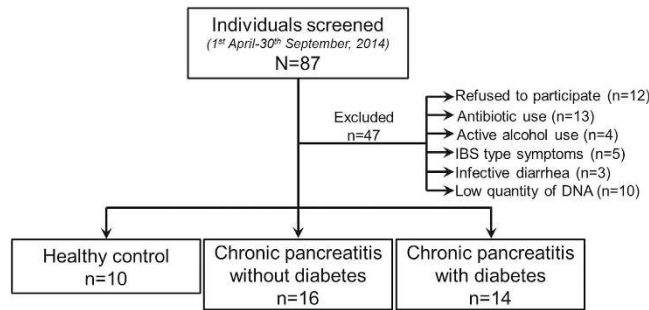 Individuals screened
(1st April-30th September, 2014)
N=87
Excluded
n=47
Refused to participate (n=12)
Antibiotic use (n=13)
Active alcohol use (n=4)
IBS type symptoms (n=5)
Infective diarrhea (n=3)
Low quantity of DNA (n=10)
Healthy control
n=10
Chronic pancreatitis
without diabetes
n=16
Chronic pancreatitis
with diabetes
n=14